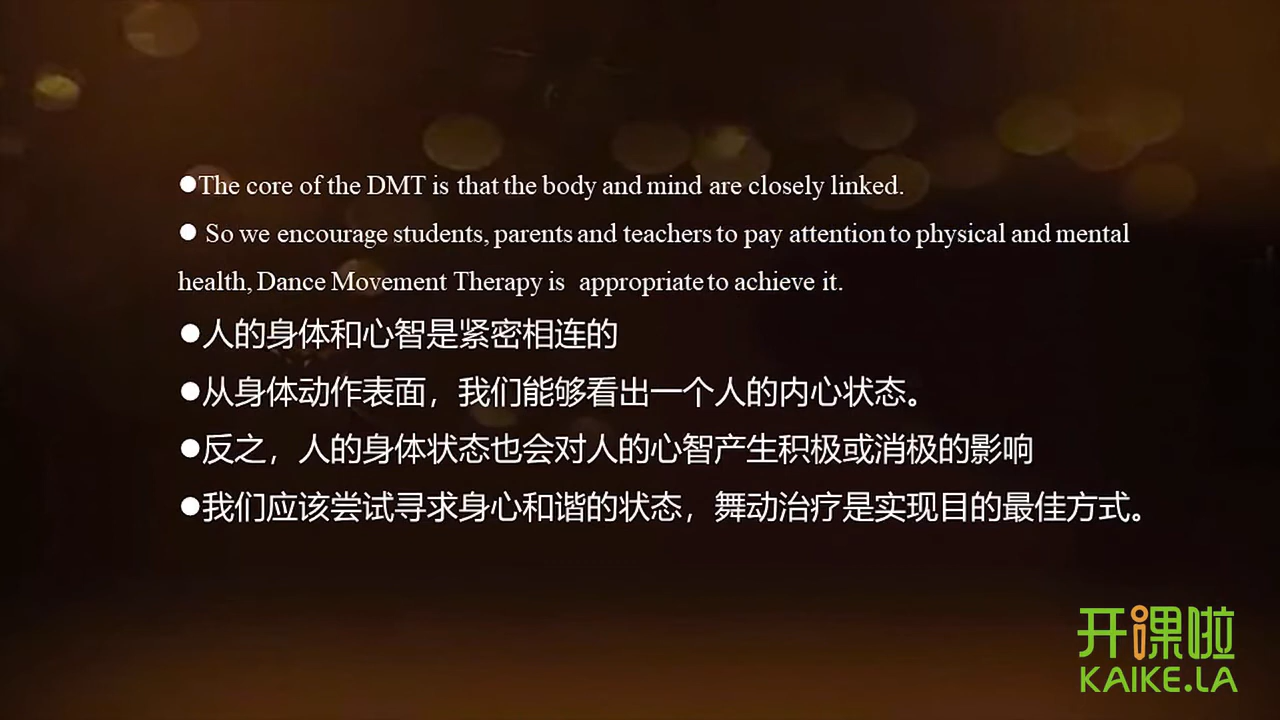 ●The core of the DMT is that the body and mind are closely linked.
● So we encourage students, parents and teachers to pay attention to physical and mental
health, Dance Movement Therapy is appropriate to achieve it.
●人的身体和心智是紧密相连的
●从身体动作表面，我们能够看出一个人的内心状态。
●反之，人的身体状态也会对人的心智产生积极或消极的影响
●我们应该尝试寻求身心和谐的状态，舞动治疗是实现目的最佳方式。
开课啦
KAIKE.LA